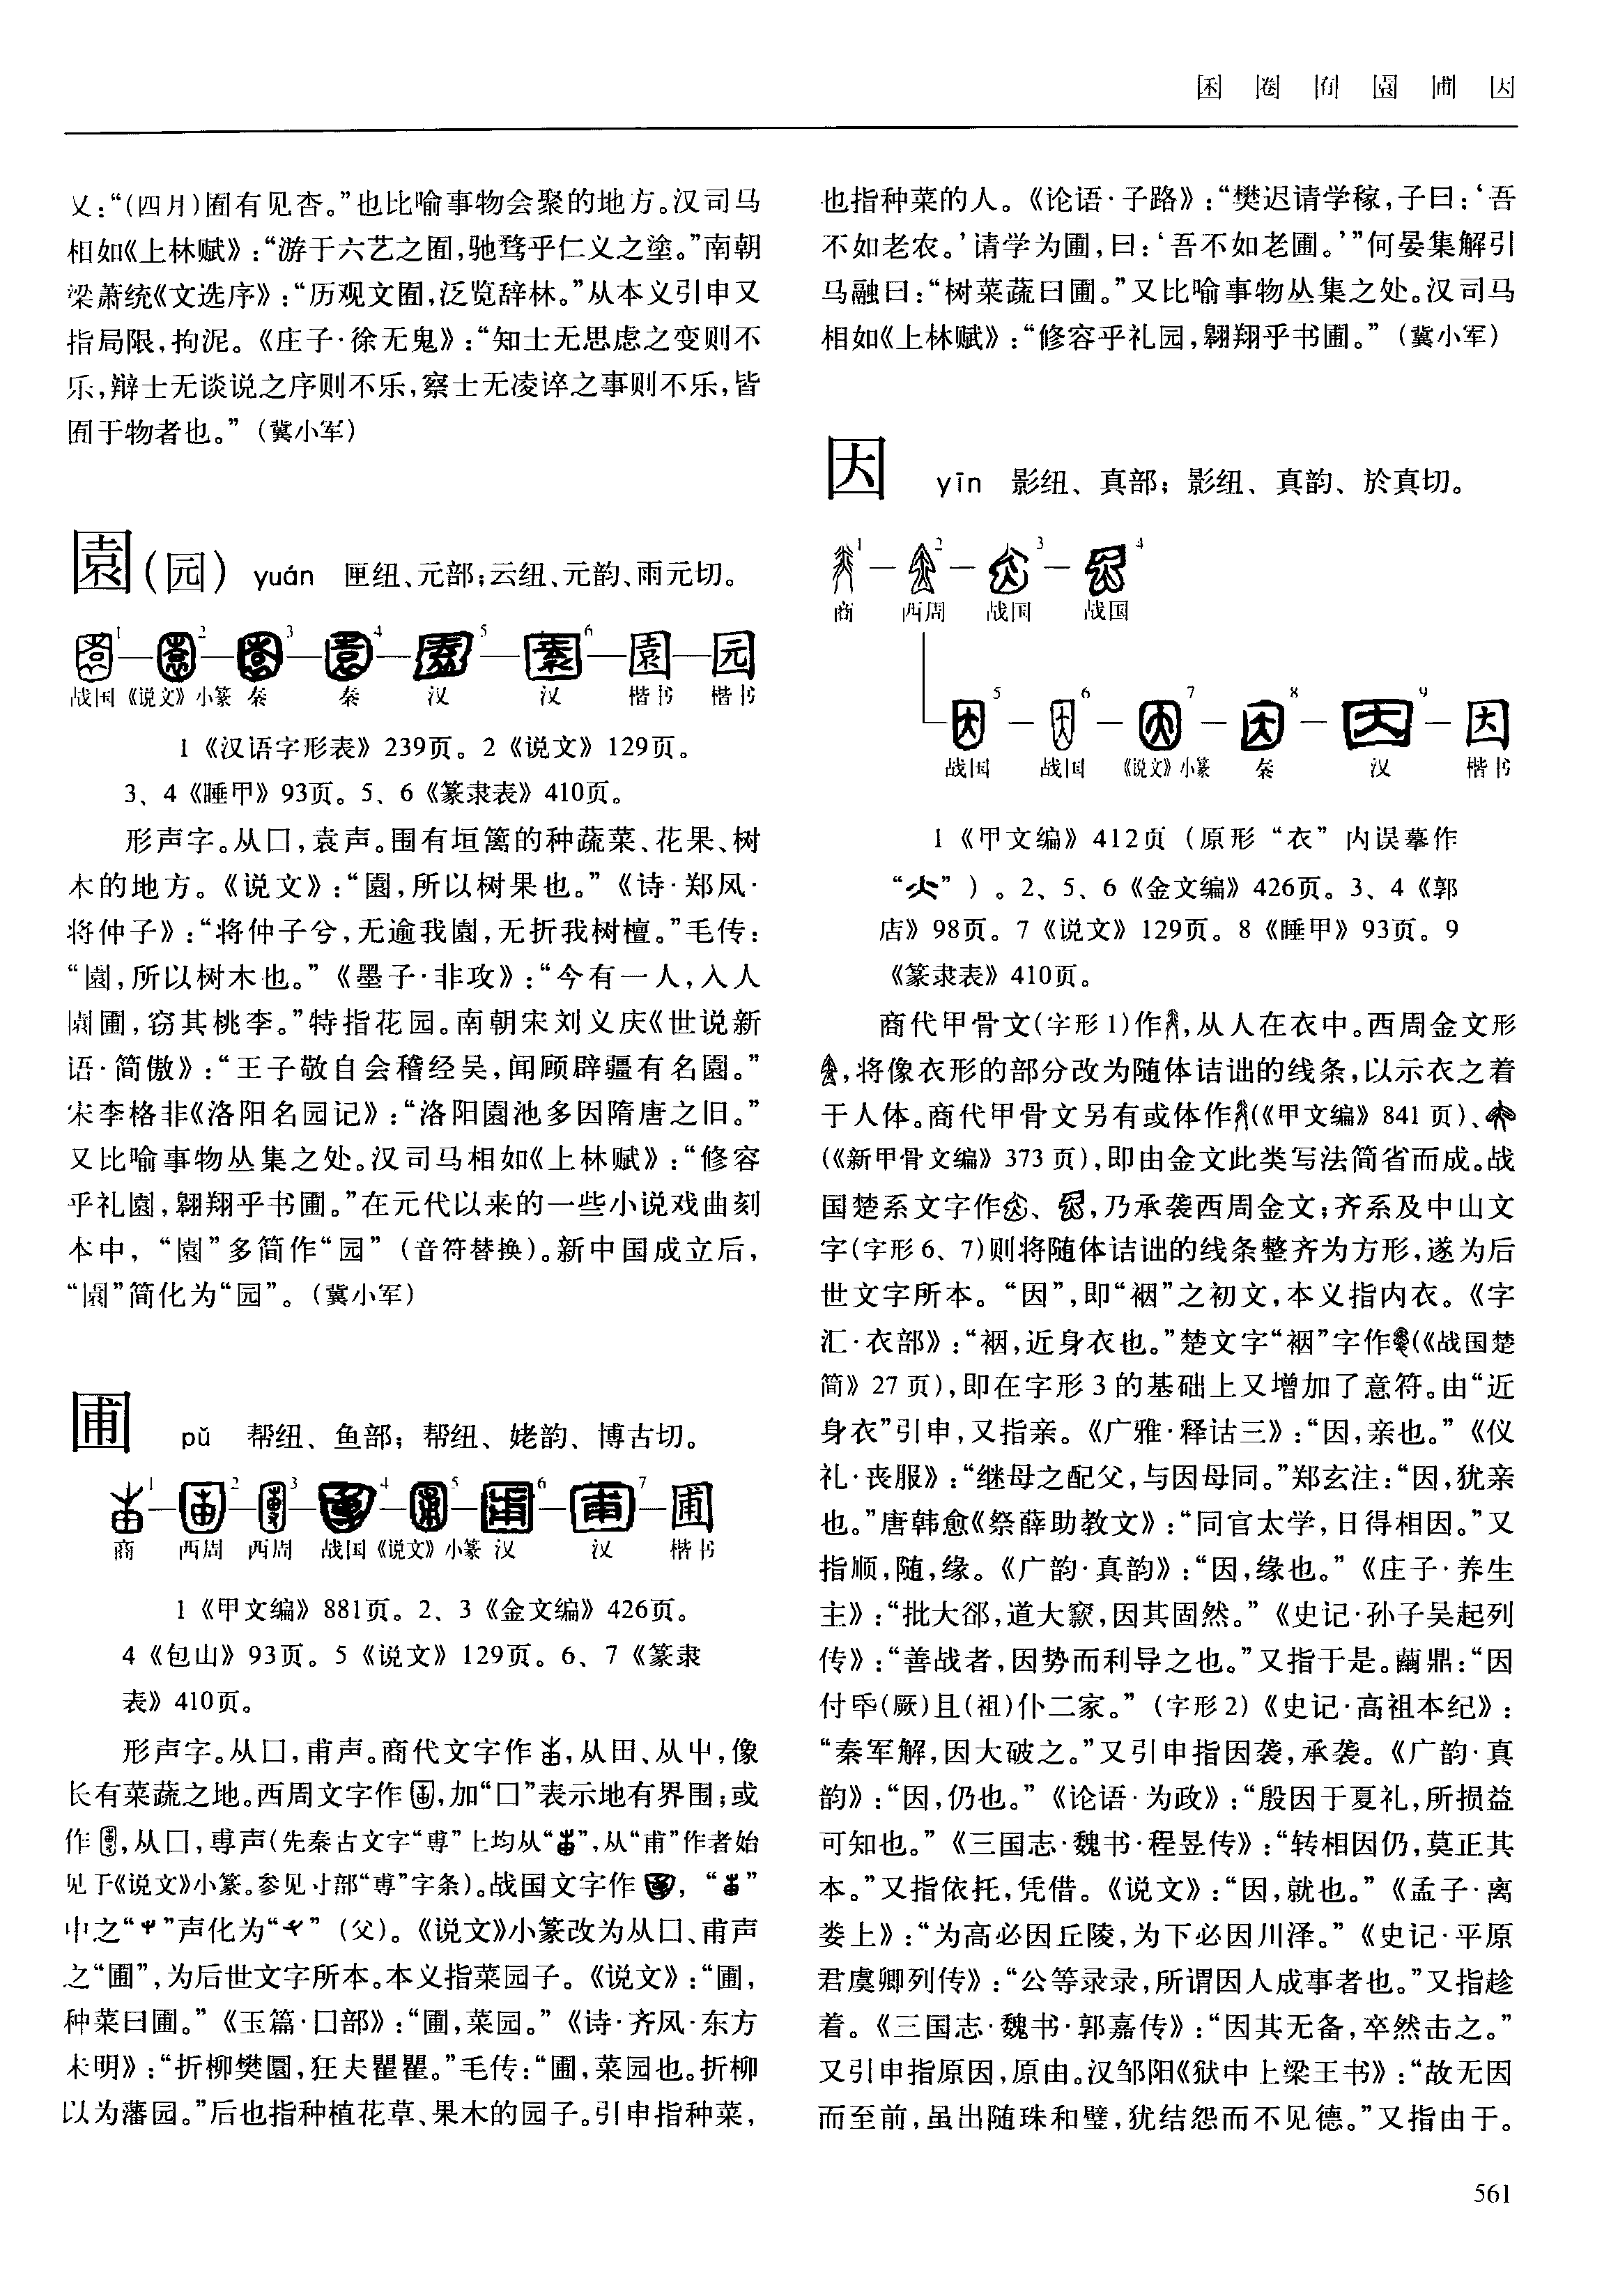 圂 圈 囿 園 圃 因
又：“(四月)囿有见杏。”也比喻事物会聚的地方。汉司马
相如《上林赋》：“游于六艺之囿，驰骛乎仁义之塗。”南朝
梁萧统《文选序》：“历观文囿，泛览辞林。”从本义引申又
指局限，拘泥。《庄子·徐无鬼》：“知士无思虑之变则不
乐，辩士无谈说之序则不乐，察士无凌谇之事则不乐，皆
囿于物者也。”（冀小军）
園(园) yuán 匣纽、元部；云纽、元韵、雨元切。
1 2 3 4 5 6 園 园
战国 《说文》小篆 秦 秦 汉 汉 楷书 楷书
1《汉语字形表》239页。2《说文》129页。
3、4《睡甲》93页。5、6《篆隶表》410页。
形声字。从囗，袁声。围有垣篱的种蔬菜、花果、树
木的地方。《说文》：“園，所以树果也。”《诗·郑风·
将仲子》：“将仲子兮，无逾我園，无折我树檀。”毛传：
“園，所以树木也。”《墨子·非攻》：“今有一人，入人
園圃，窃其桃李。”特指花园。南朝宋刘义庆《世说新
语·简傲》：“王子敬自会稽经吴，闻顾辟疆有名園。”
宋李格非《洛阳名园记》：“洛阳園池多因隋唐之旧。”
又比喻事物丛集之处。汉司马相如《上林赋》：“修容
乎礼園，翱翔乎书圃。”在元代以来的一些小说戏曲刻
本中，“園”多简作“园”（音符替换）。新中国成立后，
“園”简化为“园”。（冀小军）
圃 pǔ 帮纽、鱼部；帮纽、姥韵、博古切。
1 2 3 4 5 6 7 圃
商 西周 西周 战国 《说文》小篆 汉 汉 楷书
1《甲文编》881页。2、3《金文编》426页。
4《包山》93页。5《说文》129页。6、7《篆隶
表》410页。
形声字。从囗，甫声。商代文字作，从田、从屮，像
长有菜蔬之地。西周文字作，加“囗”表示地有界围；或
作，从囗，尃声（先秦古文字“尃”上均从“”，从“甫”作者始
见于《说文》小篆。参见寸部“尃”字条）。战国文字作，“”
中之“”声化为“”（父）。《说文》小篆改为从囗、甫声
之“圃”，为后世文字所本。本义指菜园子。《说文》：“圃，
种菜曰圃。”《玉篇·囗部》：“圃，菜园。”《诗·齐风·东方
未明》：“折柳樊圃，狂夫瞿瞿。”毛传：“圃，菜园也。折柳
以为藩园。”后也指种植花草、果木的园子。引申指种菜，
也指种菜的人。《论语·子路》：“樊迟请学稼，子曰：‘吾
不如老农。’请学为圃，曰：‘吾不如老圃。’”何晏集解引
马融曰：“树菜蔬曰圃。”又比喻事物丛集之处。汉司马
相如《上林赋》：“修容乎礼园，翱翔乎书圃。”（冀小军）
因 yīn 影纽、真部；影纽、真韵、於真切。
1 2 3 4
商 西周 战国 战国
5 6 7 8 9 因
战国 战国 《说文》小篆 秦 汉 楷书
1《甲文编》412页（原形“衣”内误摹作
“”）。2、5、6《金文编》426页。3、4《郭
店》98页。7《说文》129页。8《睡甲》93页。9
《篆隶表》410页。
商代甲骨文（字形1）作，从人在衣中。西周金文形
，将像衣形的部分改为随体诘诎的线条，以示衣之着
于人体。商代甲骨文另有或体作（《甲文编》841页）、
（《新甲骨文编》373页），即由金文此类写法简省而成。战
国楚系文字作、，乃承袭西周金文；齐系及中山文
字（字形6、7）则将随体诘诎的线条整齐为方形，遂为后
世文字所本。“因”，即“裀”之初文，本义指内衣。《字
汇·衣部》：“裀，近身衣也。”楚文字“裀”字作（《战国楚
简》27页），即在字形3的基础上又增加了意符。由“近
身衣”引申，又指亲。《广雅·释诂三》：“因，亲也。”《仪
礼·丧服》：“继母之配父，与因母同。”郑玄注：“因，犹亲
也。”唐韩愈《祭薛助教文》：“同官太学，日得相因。”又
指顺，随，缘。《广韵·真韵》：“因，缘也。”《庄子·养生
主》：“批大郤，道大窾，因其固然。”《史记·孙子吴起列
传》：“善战者，因势而利导之也。”又指于是。䓣鼎：“因
付氒（厥）且（祖）仆二家。”（字形2）《史记·高祖本纪》：
“秦军解，因大破之。”又引申指因袭，承袭。《广韵·真
韵》：“因，仍也。”《论语·为政》：“殷因于夏礼，所损益
可知也。”《三国志·魏书·程昱传》：“转相因仍，莫正其
本。”又指依托，凭借。《说文》：“因，就也。”《孟子·离
娄上》：“为高必因丘陵，为下必因川泽。”《史记·平原
君虞卿列传》：“公等录录，所谓因人成事者也。”又指趁
着。《三国志·魏书·郭嘉传》：“因其无备，卒然击之。”
又引申指原因，原由。汉邹阳《狱中上梁王书》：“故无因
而至前，虽出随珠和璧，犹结怨而不见德。”又指由于。
561